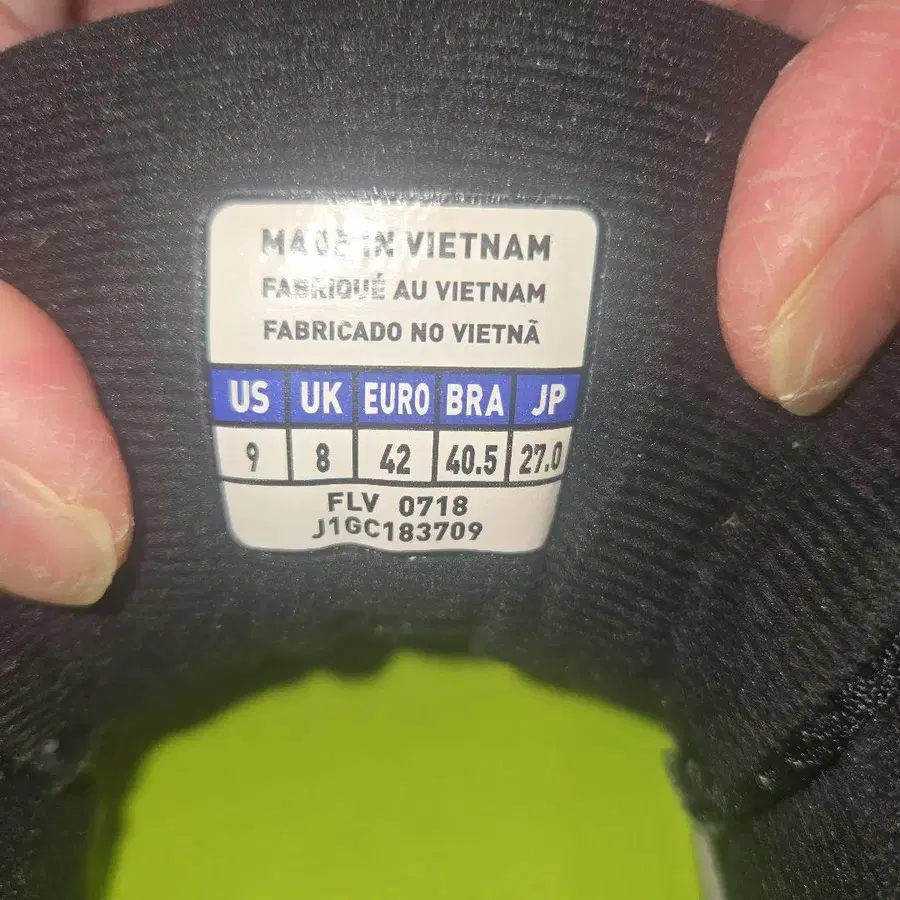 MADE IN VIETNAM
FABRIQUÉ AU VIETNAM
FABRICADO NO VIETNÃ
US UK EURO BRA JP
9 8 42 40.5 27.0
FLV 0718
J1GC183709